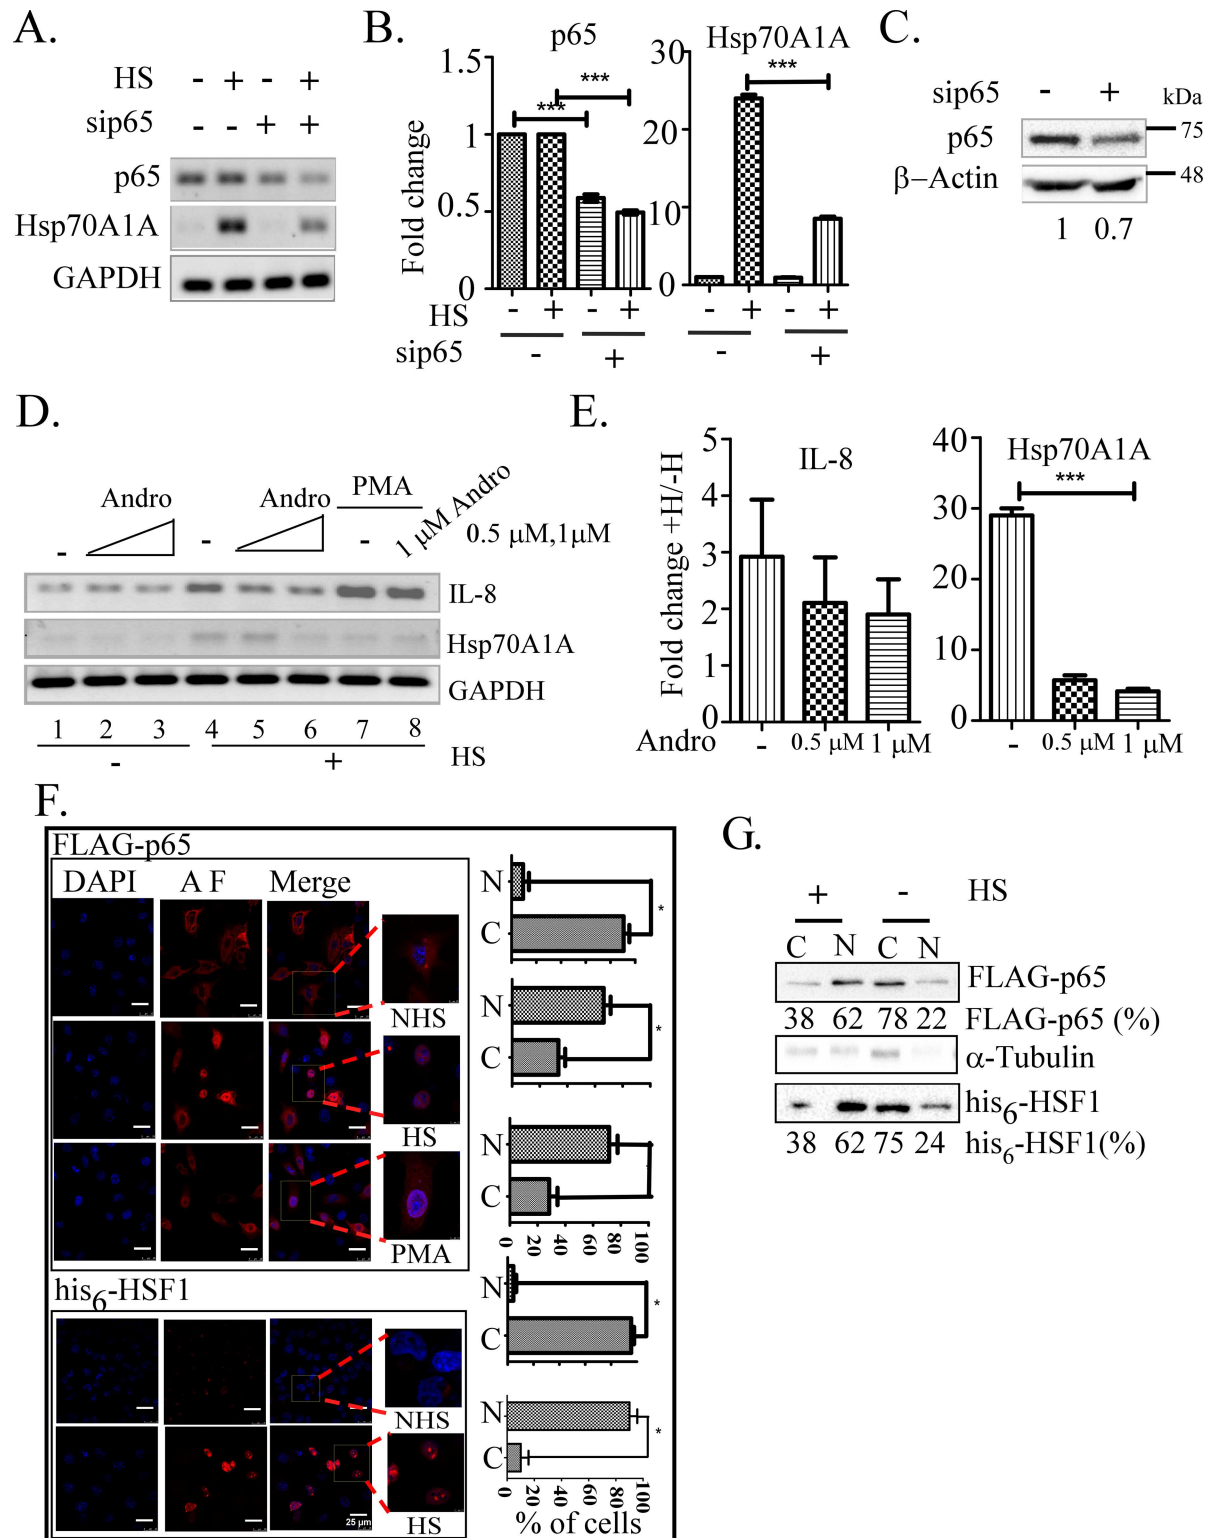 A.
HS - + - +
sip65 - - + +
p65
Hsp70A1A
GAPDH
B.
p65
Hsp70A1A
Fold change
1.5
1
0.5
0
30
20
10
0
***
***
***
HS - + - + - + - +
sip65 - + - +
C.
sip65 - + kDa
p65 75
β–Actin 48
1 0.7
D.
Andro Andro PMA
- - - 1 µM Andro 0.5 µM,1µM
IL-8
Hsp70A1A
GAPDH
1 2 3 4 5 6 7 8
- + HS
E.
IL-8
Hsp70A1A
Fold change +H/-H
5
4
3
2
1
0
40
30
20
10
0
***
Andro - 0.5 µM 1 µM - 0.5 µM 1 µM
F.
FLAG-p65
DAPI A F Merge
NHS
HS
PMA
N
C
*
N
C
*
N
C
0 20 40 60 80 100
his6-HSF1
NHS
HS
25 µm
N
C
*
N
C
*
0 20 40 60 80 100
% of cells
G.
+ - HS
C N C N
FLAG-p65
38 62 78 22 FLAG-p65 (%)
α-Tubulin
his6-HSF1
38 62 75 24 his6-HSF1(%)